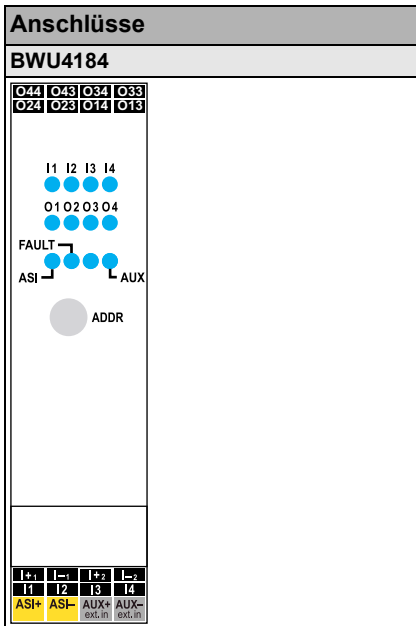 Anschlüsse
BWU4184
O44 O43 O34 O33
O24 O23 O14 O13
I1 I2 I3 I4
O1 O2 O3 O4
FAULT
ASI AUX
ADDR
I+1 I–1 I+2 I–2
I1 I2 I3 I4
ASI+ ASI– AUX+ AUX–
ext. in ext. in